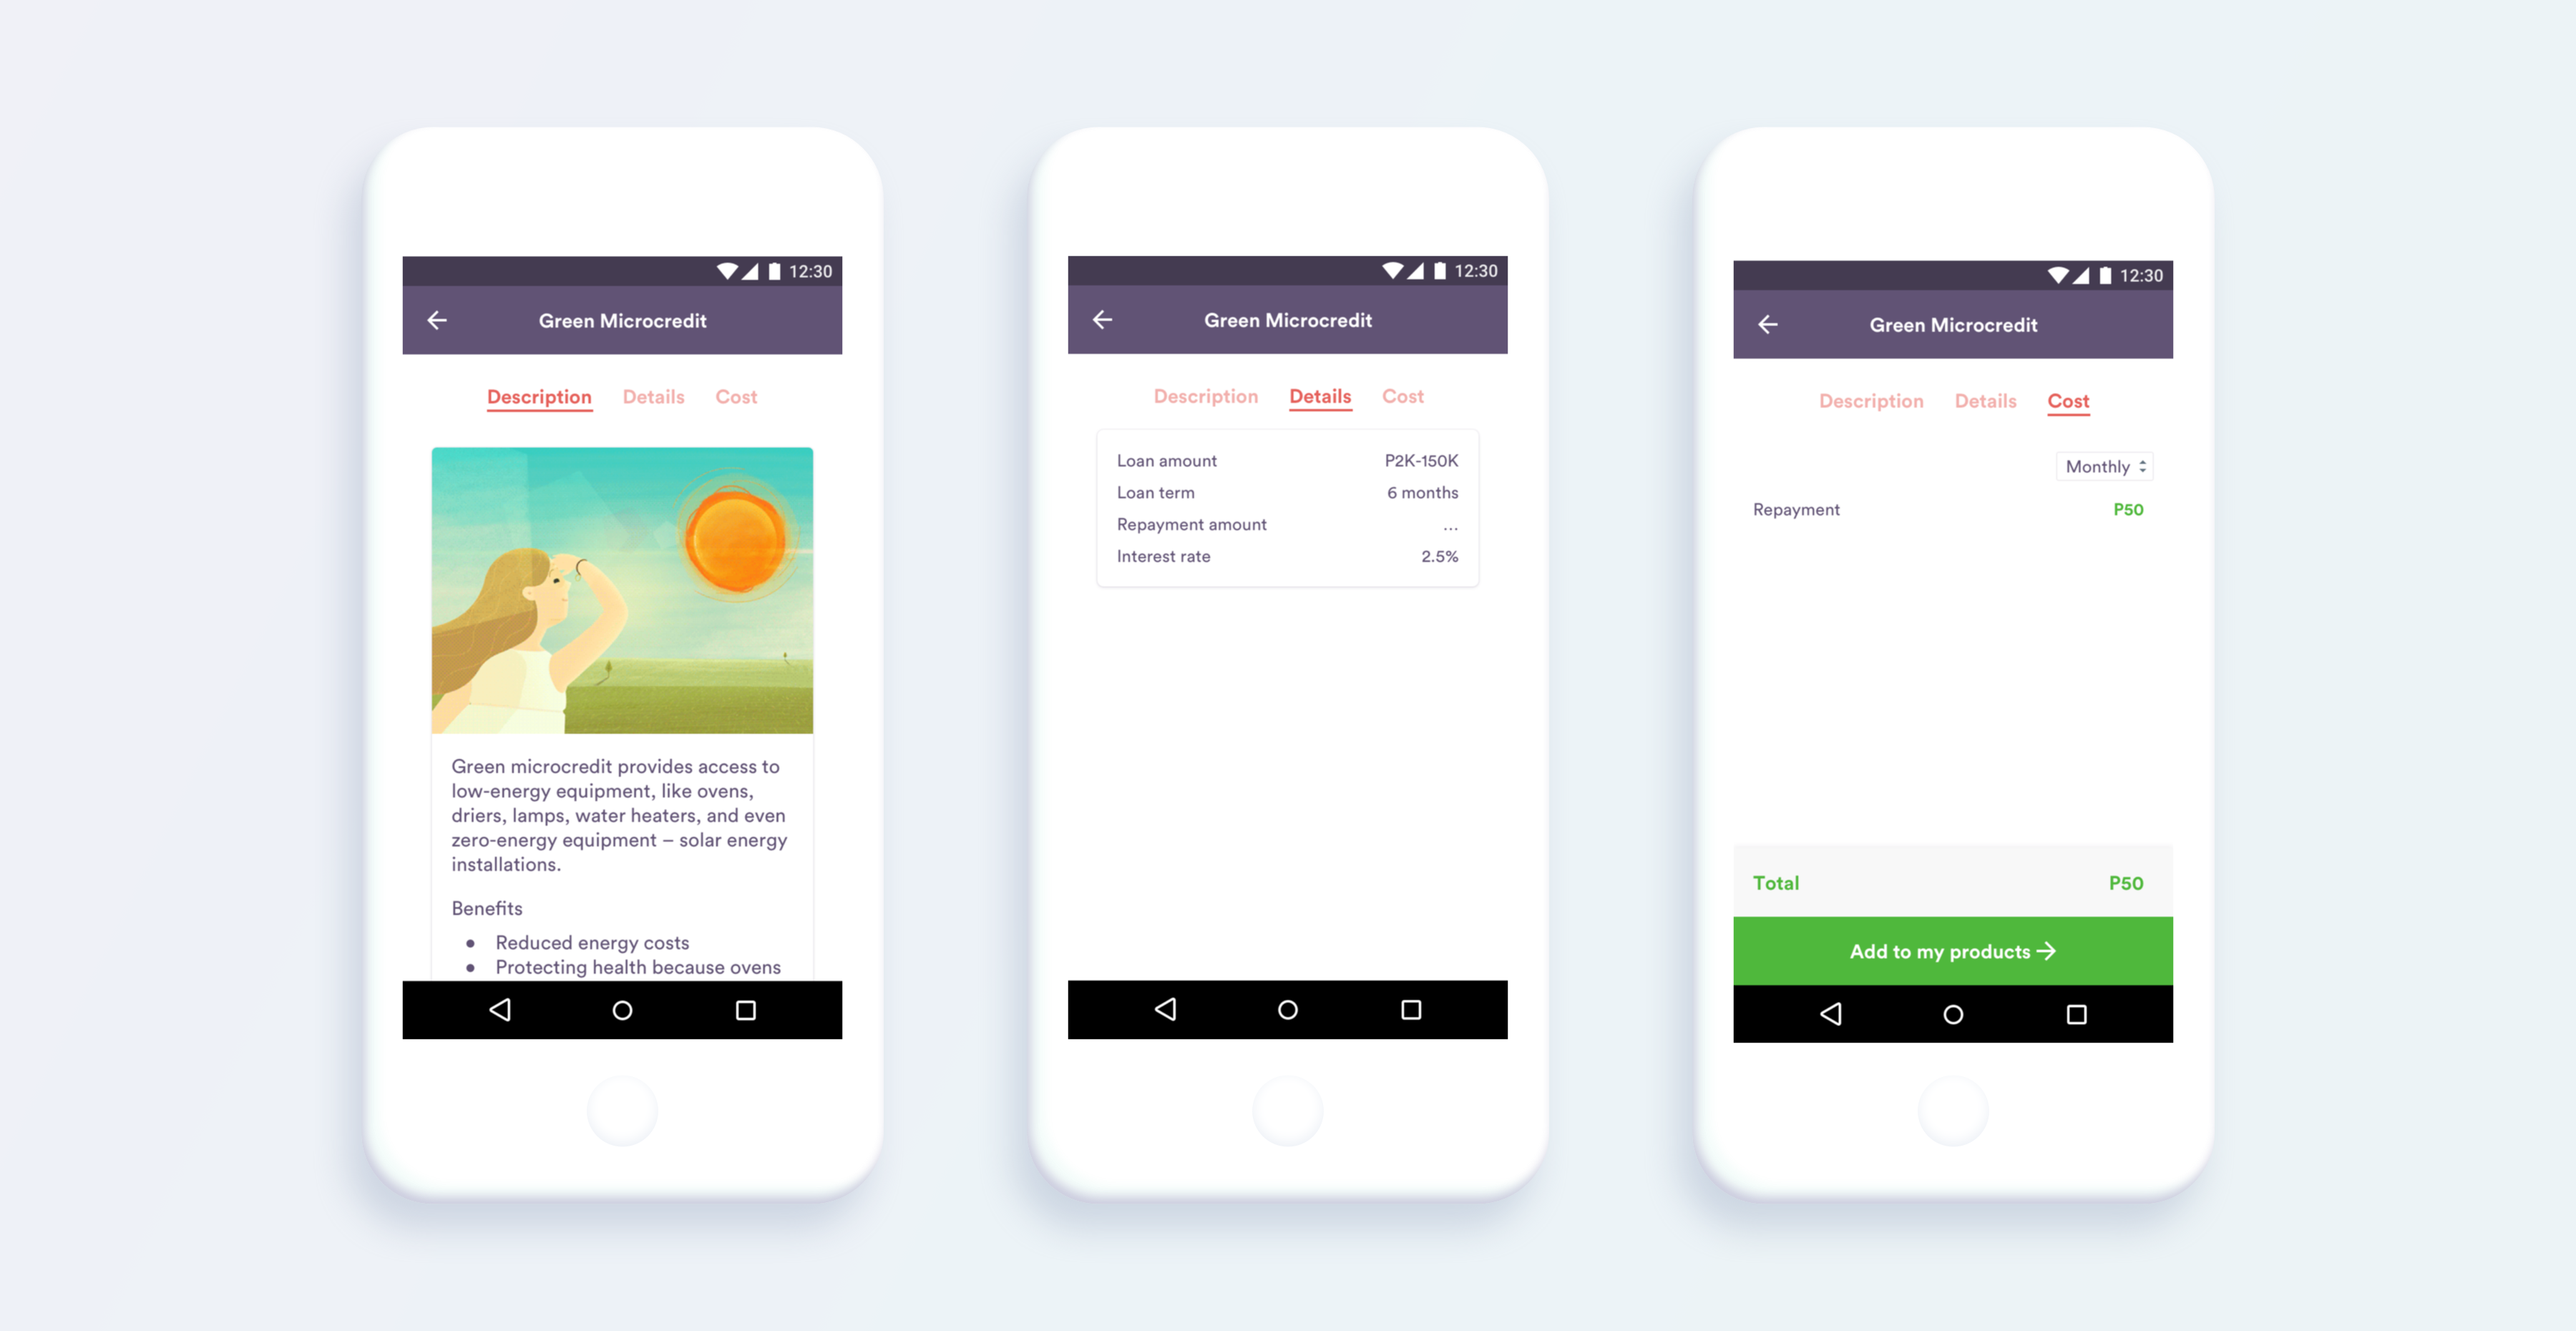 12:30
Green Microcredit
Description Details Cost
Green microcredit provides access to
low-energy equipment, like ovens,
driers, lamps, water heaters, and even
zero-energy equipment – solar energy
installations.
Benefits
• Reduced energy costs
• Protecting health because ovens
12:30
Green Microcredit
Description Details Cost
Loan amount P2K-150K
Loan term 6 months
Repayment amount ...
Interest rate 2.5%
12:30
Green Microcredit
Description Details Cost
Monthly
Repayment P50
Total P50
Add to my products →